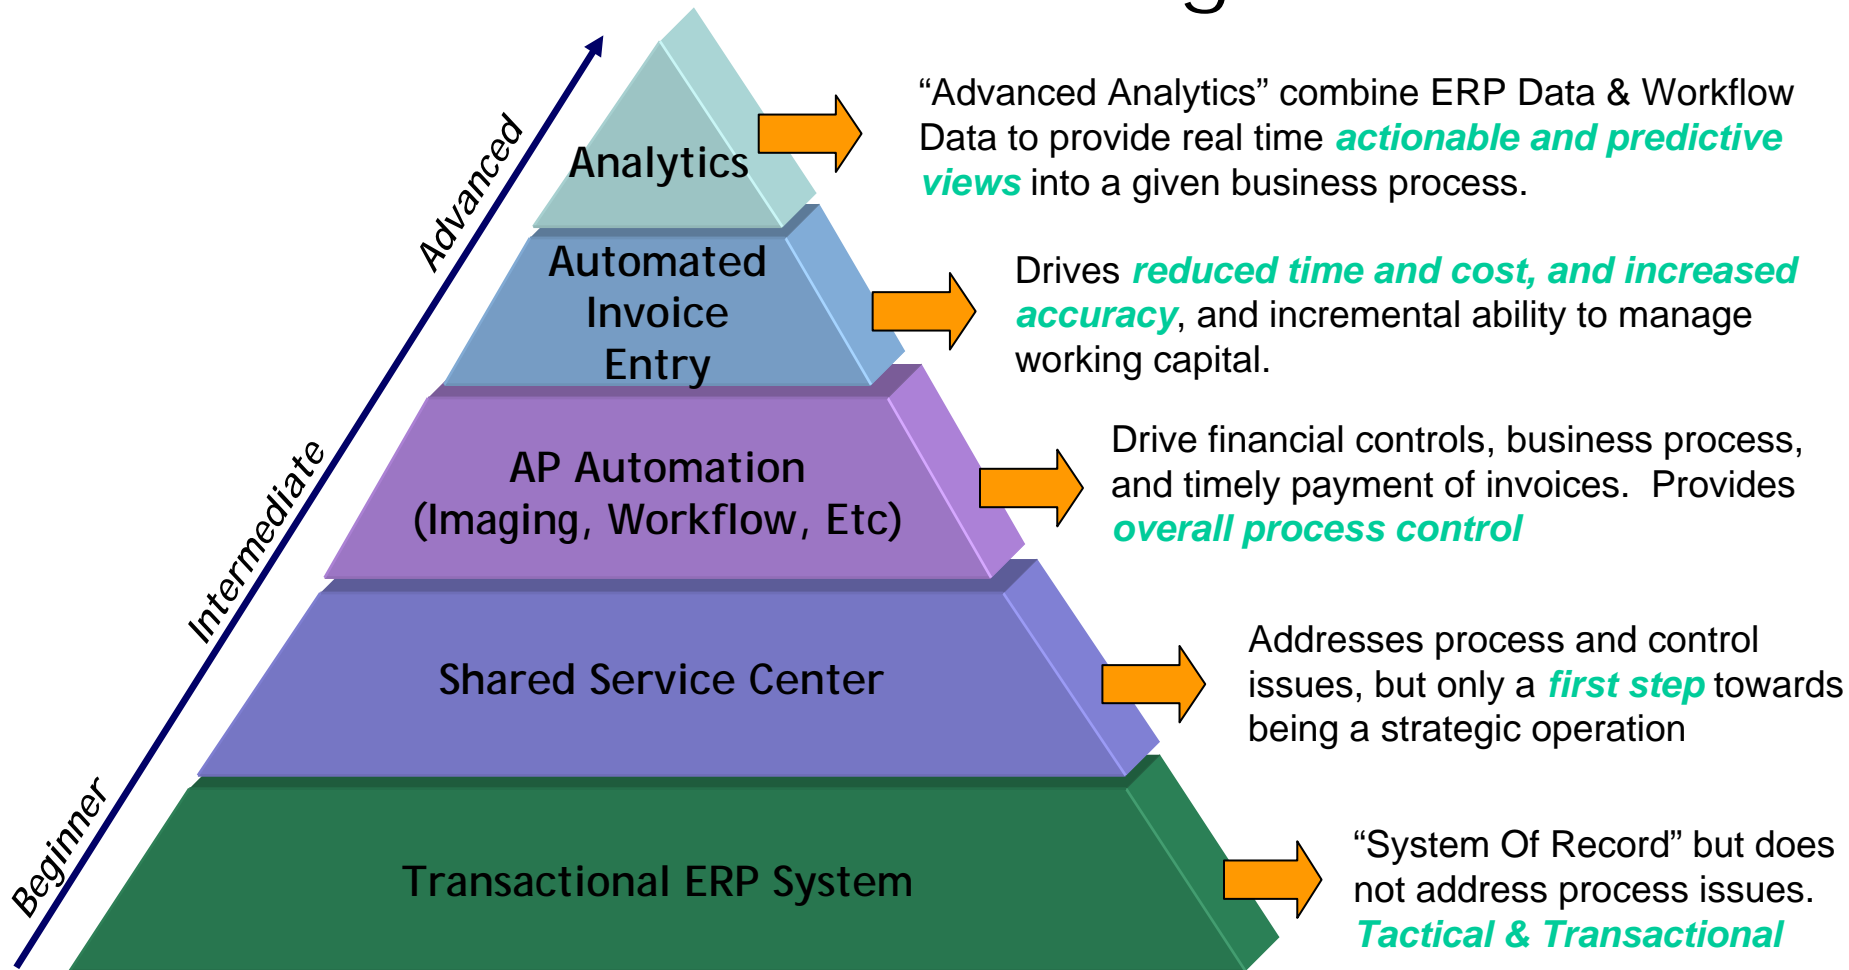 “Advanced Analytics” combine ERP Data & Workflow
Data to provide real time actionable and predictive
views into a given business process.
Analytics
Advanced
Automated
Invoice
Entry
Drives reduced time and cost, and increased
accuracy, and incremental ability to manage
working capital.
AP Automation
(Imaging, Workflow, Etc)
Drive financial controls, business process,
and timely payment of invoices.  Provides
overall process control
Intermediate
Shared Service Center
Addresses process and control
issues, but only a first step towards
being a strategic operation
Beginner
Transactional ERP System
“System Of Record” but does
not address process issues.
Tactical & Transactional